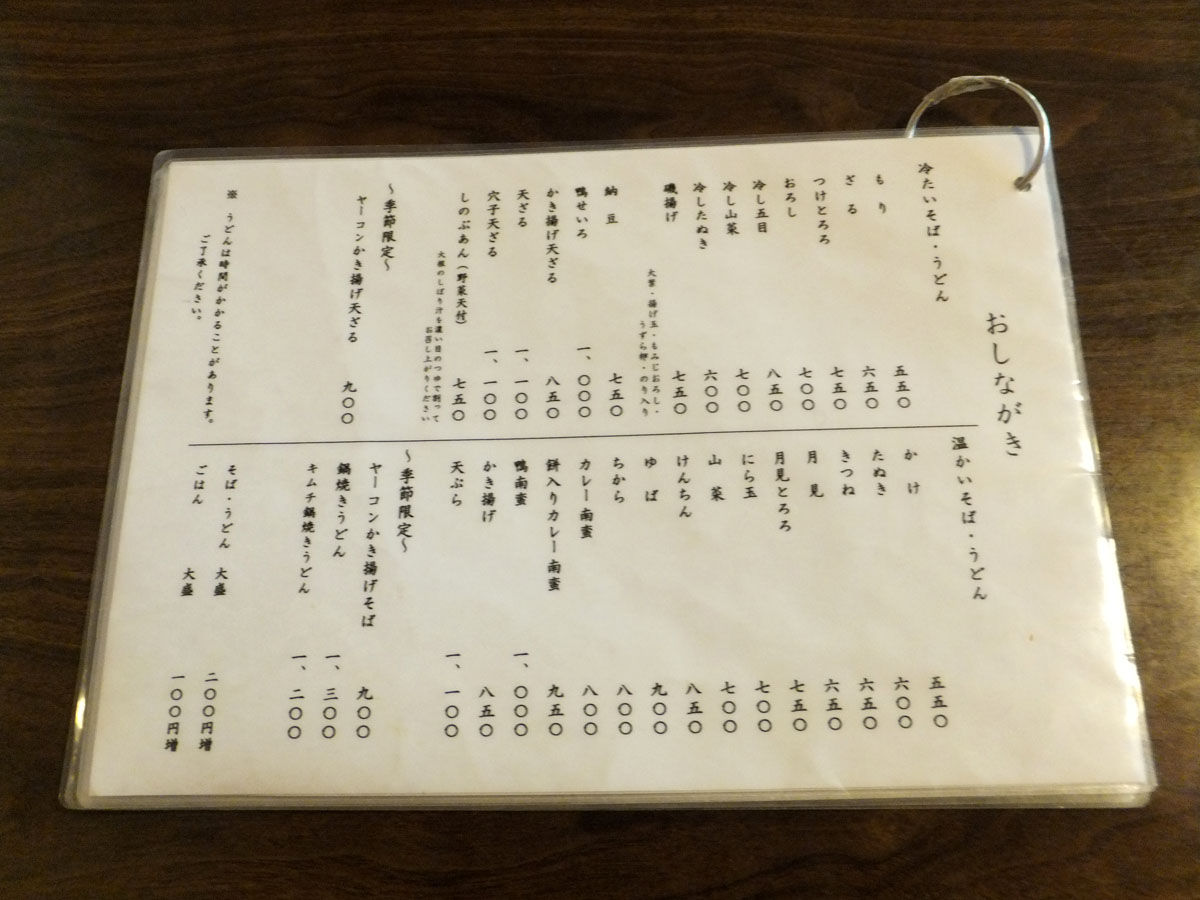 おしながき
冷たいそば・うどん
もり 五五〇
ざる 六五〇
つけとろろ 七五〇
おろし 七〇〇
冷し五目 八五〇
冷し山菜 七〇〇
冷したぬき 六〇〇
磯揚げ 七五〇
大葉・揚げ玉・もみじおろし・
うずら卵・のり入り
納豆 七五〇
鴨せいろ 一、〇〇〇
かき揚げ天ざる 八五〇
天ざる 一、一〇〇
穴子天ざる 一、一〇〇
しのぶあん（野菜天付） 七五〇
大根のしぼり汁を濃い目のつゆで割って
お召し上がりください
～季節限定～
ヤーコンかき揚げ天ざる 九〇〇
※ うどんは時間がかかることがあります。
ご了承ください。
温かいそば・うどん
かけ 五五〇
たぬき 六〇〇
きつね 六五〇
月見 六五〇
月見とろろ 七五〇
にら玉 七〇〇
山菜 七〇〇
けんちん 八五〇
ゆば 九〇〇
ちから 八〇〇
カレー南蛮 八〇〇
餅入りカレー南蛮 九五〇
鴨南蛮 一、〇〇〇
かき揚げ 八五〇
天ぷら 一、一〇〇
～季節限定～
ヤーコンかき揚げそば 九〇〇
鍋焼きうどん 一、三〇〇
キムチ鍋焼きうどん 一、二〇〇
そば・うどん 大盛 二〇〇円増
ごはん 大盛 一〇〇円増